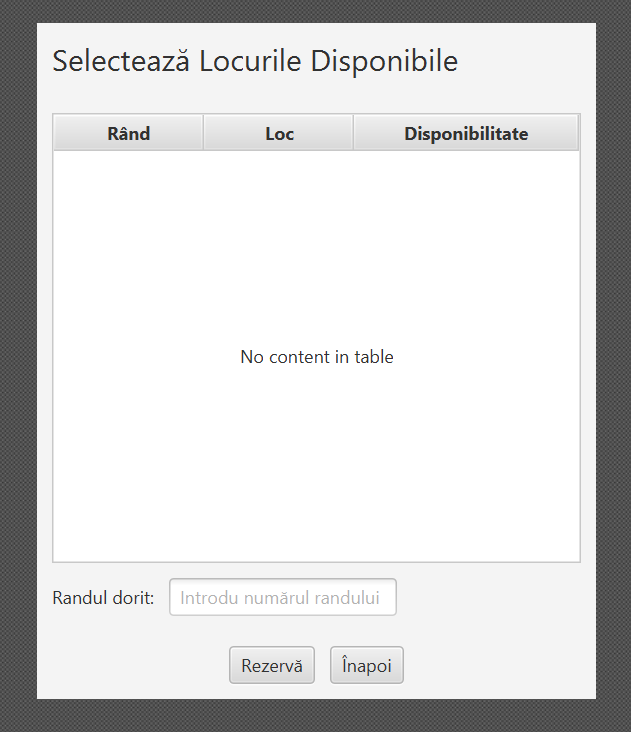 Selectează Locurile Disponibile
Rând Loc Disponibilitate
No content in table
Randul dorit: Introdu numărul randului
Rezervă Înapoi